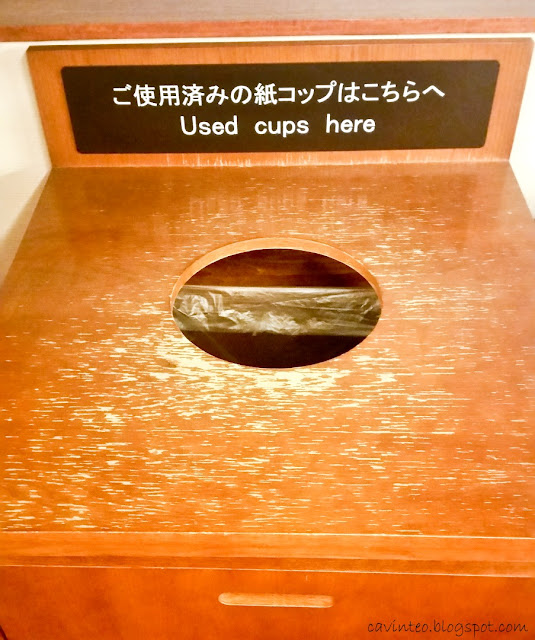 ご使用済みの紙コップはこちらへ
Used cups here
cavinteo.blogspot.com